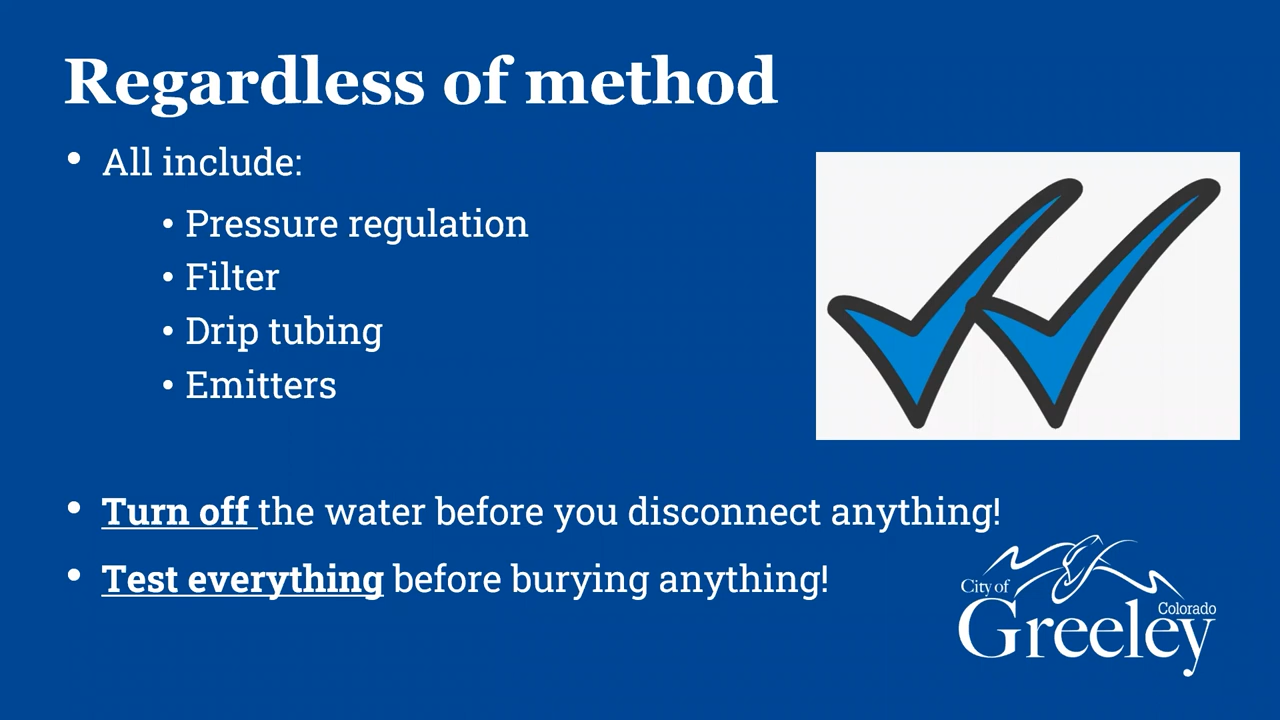 Regardless of method
• All include:
• Pressure regulation
• Filter
• Drip tubing
• Emitters
• Turn off the water before you disconnect anything!
• Test everything before burying anything!
City of
Greeley
Colorado